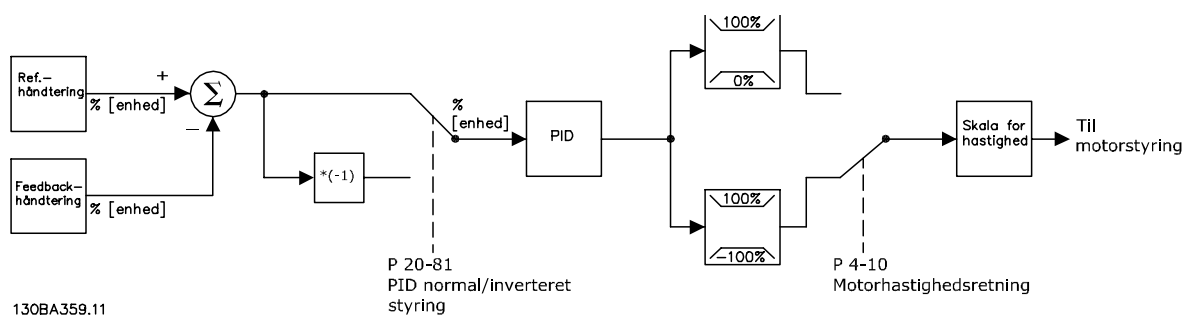 Ref.–
håndtering
% [enhed]
+
Σ
–
Feedback–
håndtering
% [enhed]
*(-1)
%
[enhed]
PID
100%
0%
100%
–100%
Skala for
hastighed
Til
motorstyring
P 20-81
PID normal/inverteret
styring
P 4-10
Motorhastighedsretning
130BA359.11